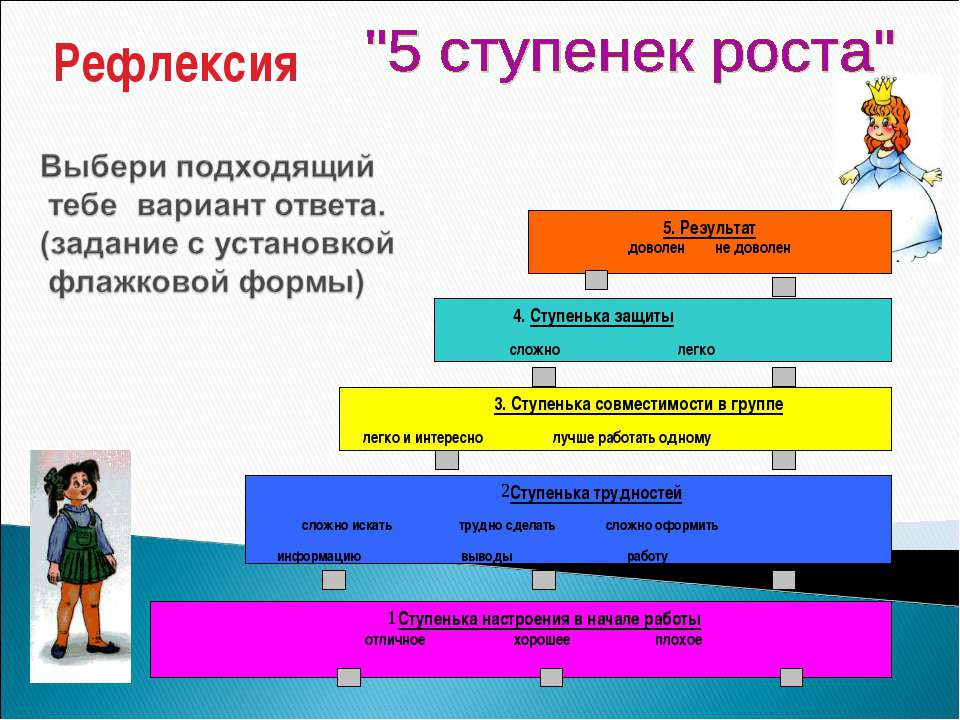 Рефлексия
"5 ступенек роста"
Выбери подходящий
тебе вариант ответа.
(задание с установкой
флажковой формы)
5. Результат
доволен не доволен
4. Ступенька защиты
сложно легко
3. Ступенька совместимости в группе
легко и интересно лучше работать одному
2Ступенька трудностей
сложно искать трудно сделать сложно оформить
информацию выводы работу
1Ступенька настроения в начале работы
отличное хорошее плохое